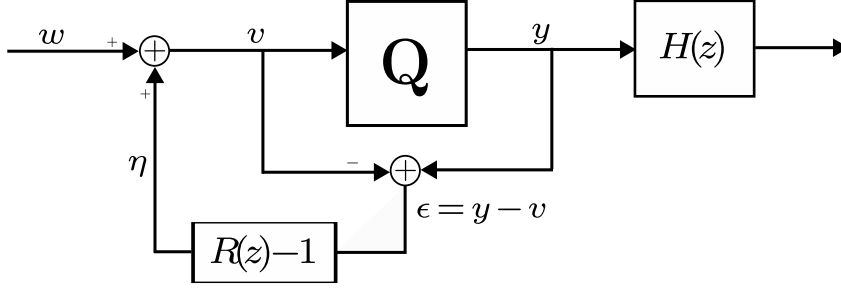 w + v Q y H(z)
+
η −
ϵ = y − v
R(z)−1